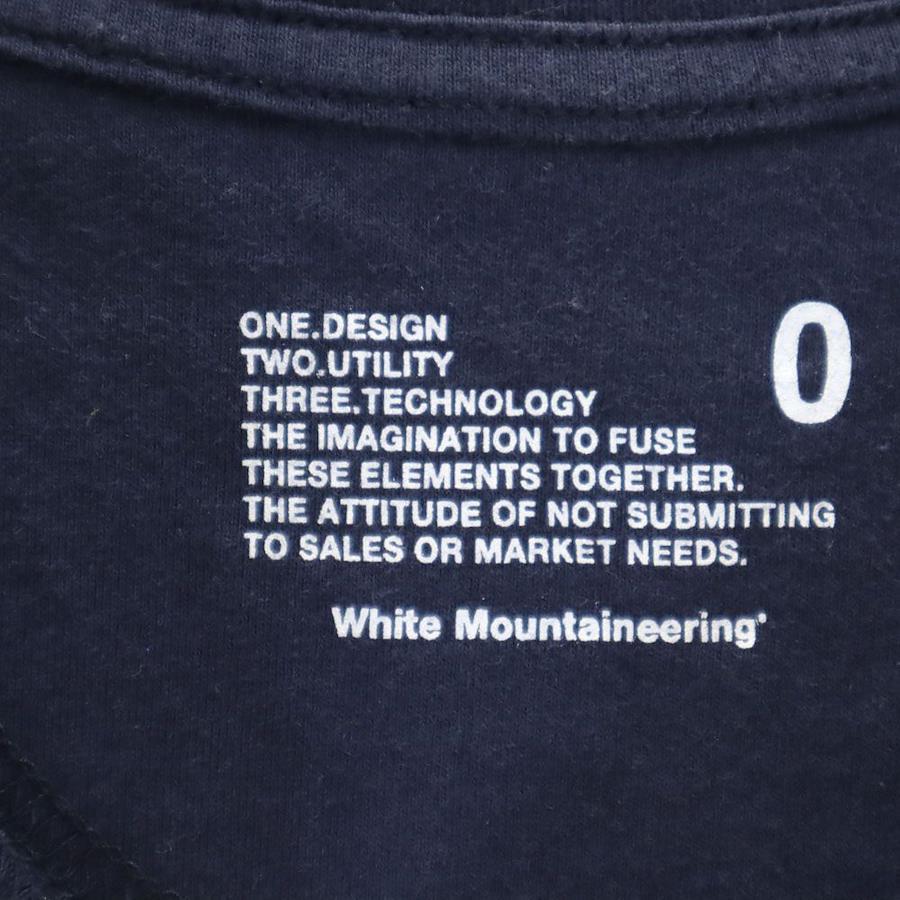 ONE.DESIGN
TWO.UTILITY
THREE.TECHNOLOGY
THE IMAGINATION TO FUSE
THESE ELEMENTS TOGETHER.
THE ATTITUDE OF NOT SUBMITTING
TO SALES OR MARKET NEEDS.
0
White Mountaineering®